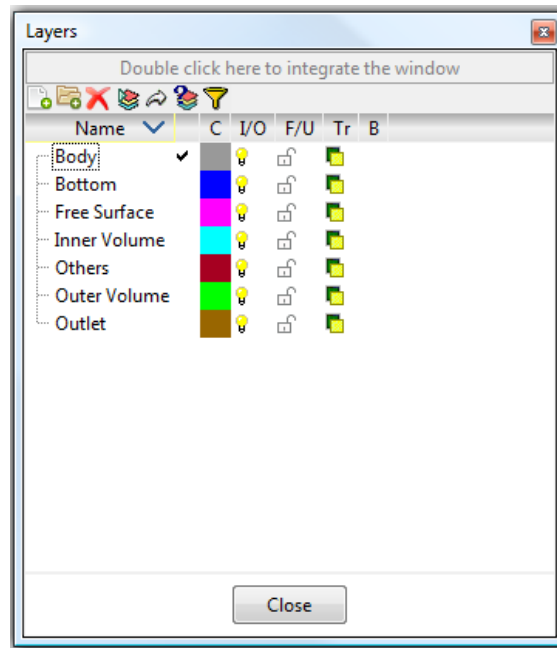 Layers
Double click here to integrate the window
Name C I/O F/U Tr B
Body
Bottom
Free Surface
Inner Volume
Others
Outer Volume
Outlet
Close